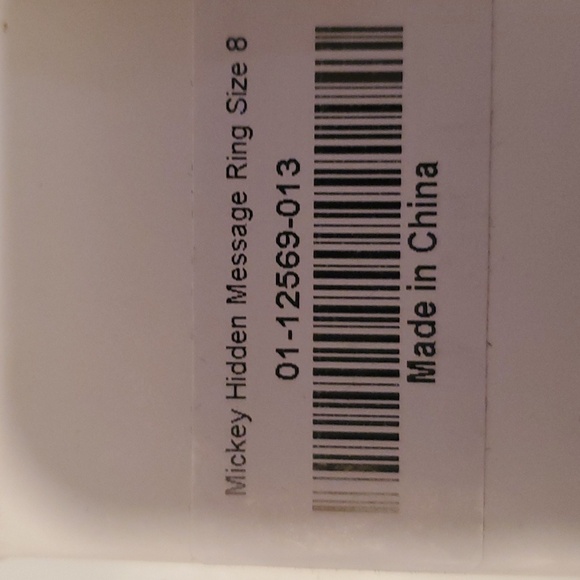 Mickey Hidden Message Ring Size 8
01-12569-013
Made in China